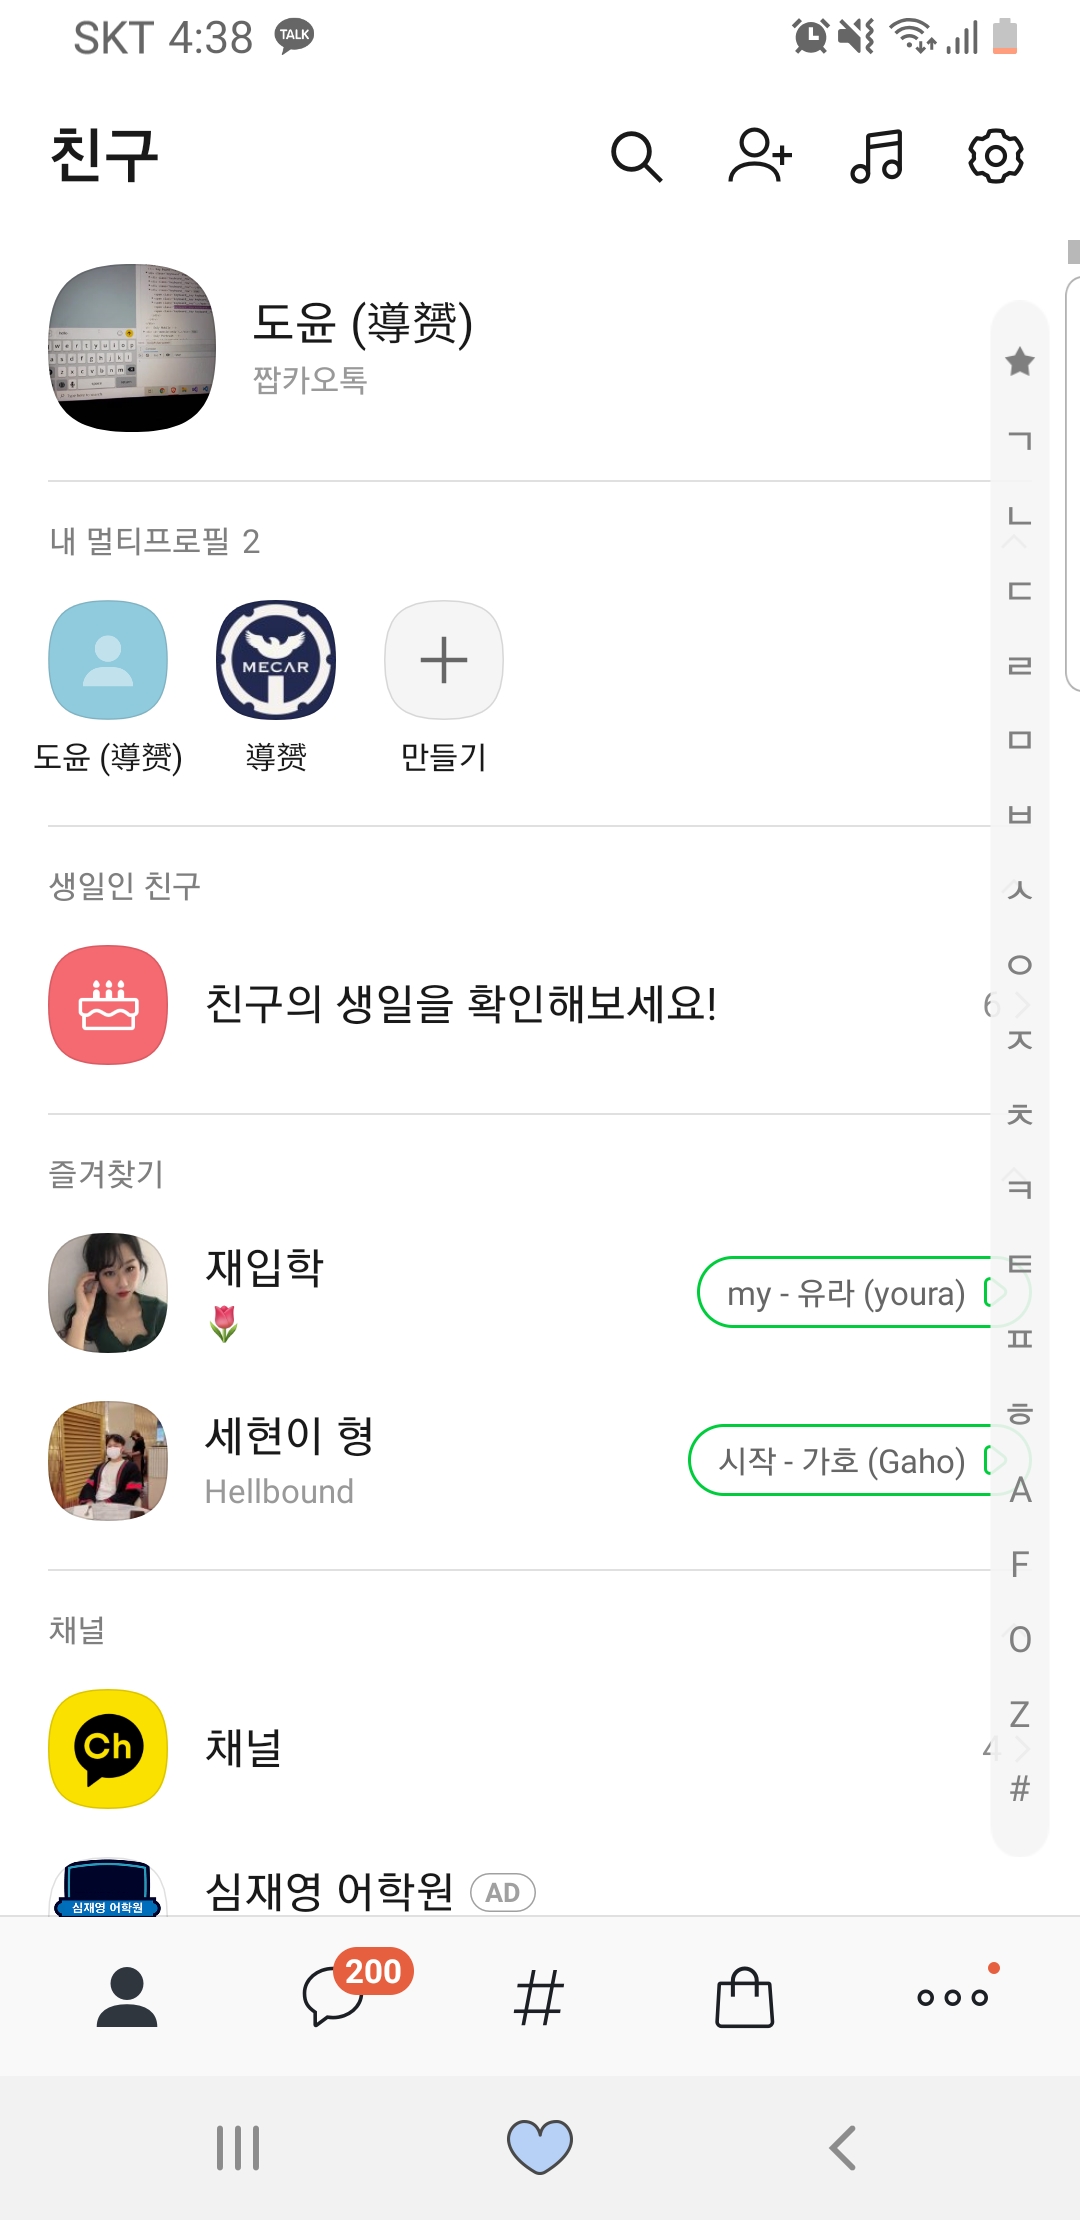 SKT 4:38 TALK
친구
도윤 (導赟)
짭카오톡
내 멀티프로필 2
MECAR
도윤 (導赟) 導赟 만들기
생일인 친구
친구의 생일을 확인해보세요!
6
즐겨찾기
재입학
my - 유라 (youra)
세현이 형
Hellbound
시작 - 가호 (Gaho)
채널
Ch 채널
4
심재영 어학원 AD
심재영 어학원
ㄱ
ㄴ
ㄷ
ㄹ
ㅁ
ㅂ
ㅅ
ㅇ
ㅈ
ㅊ
ㅋ
ㅌ
ㅍ
ㅎ
A
F
O
Z
#
200